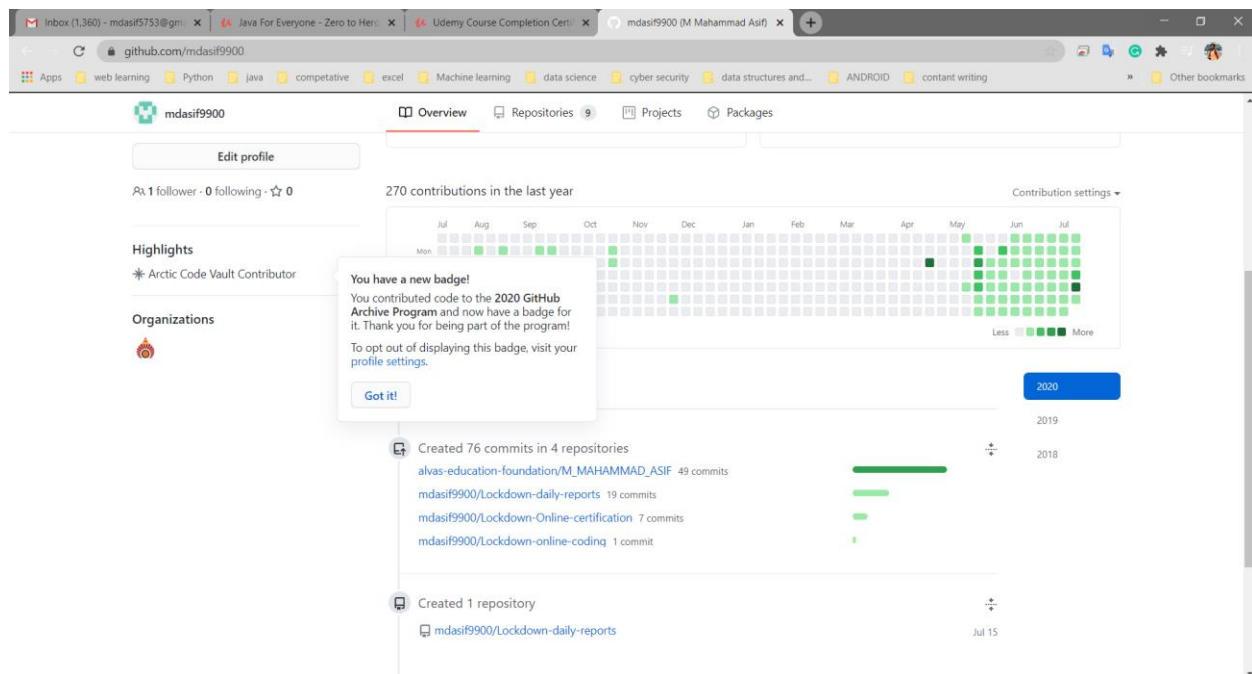 Inbox (1,360) - mdasif5753@gm
Java For Everyone - Zero to Hero
Udemy Course Completion Certi
mdasif9900 (M Mahammad Asif)
github.com/mdasif9900
Apps web learning Python java competative excel Machine learning data science cyber security data structures and... ANDROID contant writing » Other bookmarks
mdasif9900
Overview Repositories 9 Projects Packages
Edit profile
1 follower · 0 following · 0
270 contributions in the last year
Contribution settings
Jul Aug Sep Oct Nov Dec Jan Feb Mar Apr May Jun Jul
Mon
Less More
Highlights
Arctic Code Vault Contributor
Organizations
You have a new badge!
You contributed code to the 2020 GitHub
Archive Program and now have a badge for
it. Thank you for being part of the program!
To opt out of displaying this badge, visit your
profile settings.
Got it!
2020
2019
2018
Created 76 commits in 4 repositories
alvas-education-foundation/M_MAHAMMAD_ASIF 49 commits
mdasif9900/Lockdown-daily-reports 19 commits
mdasif9900/Lockdown-Online-certification 7 commits
mdasif9900/Lockdown-online-coding 1 commit
Created 1 repository
mdasif9900/Lockdown-daily-reports Jul 15